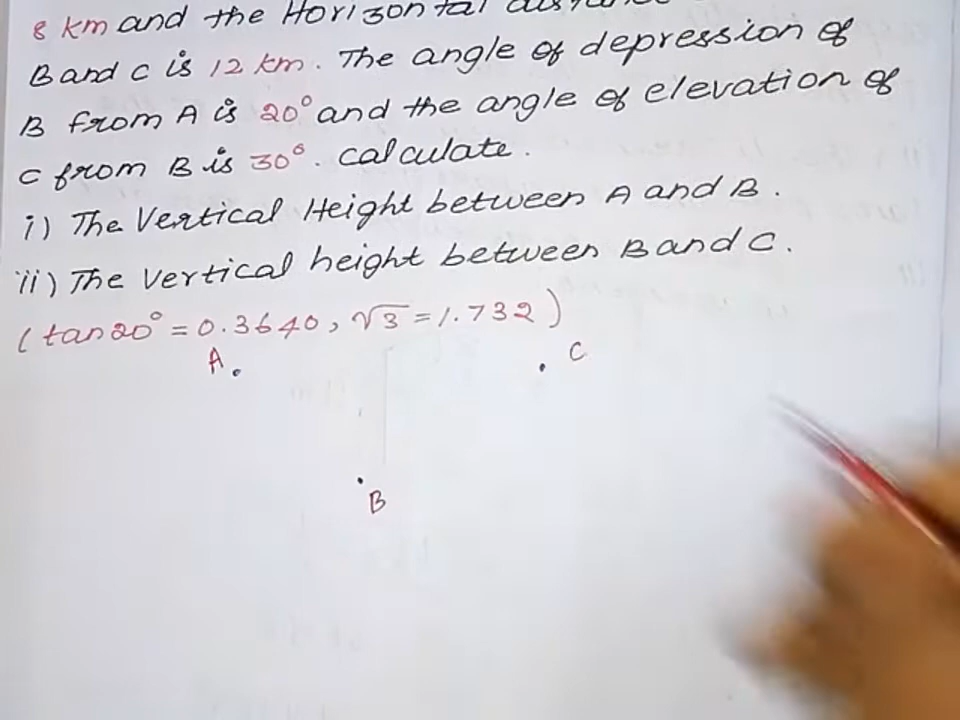 8 km and the Horizontal
B and C is 12 km. The angle of depression of
B from A is 20° and the angle of elevation of
C from B is 30°. calculate.
i) The Vertical Height between A and B.
ii) The Vertical height between B and C.
(tan20° = 0.3640, √3 = 1.732)
A
C
B